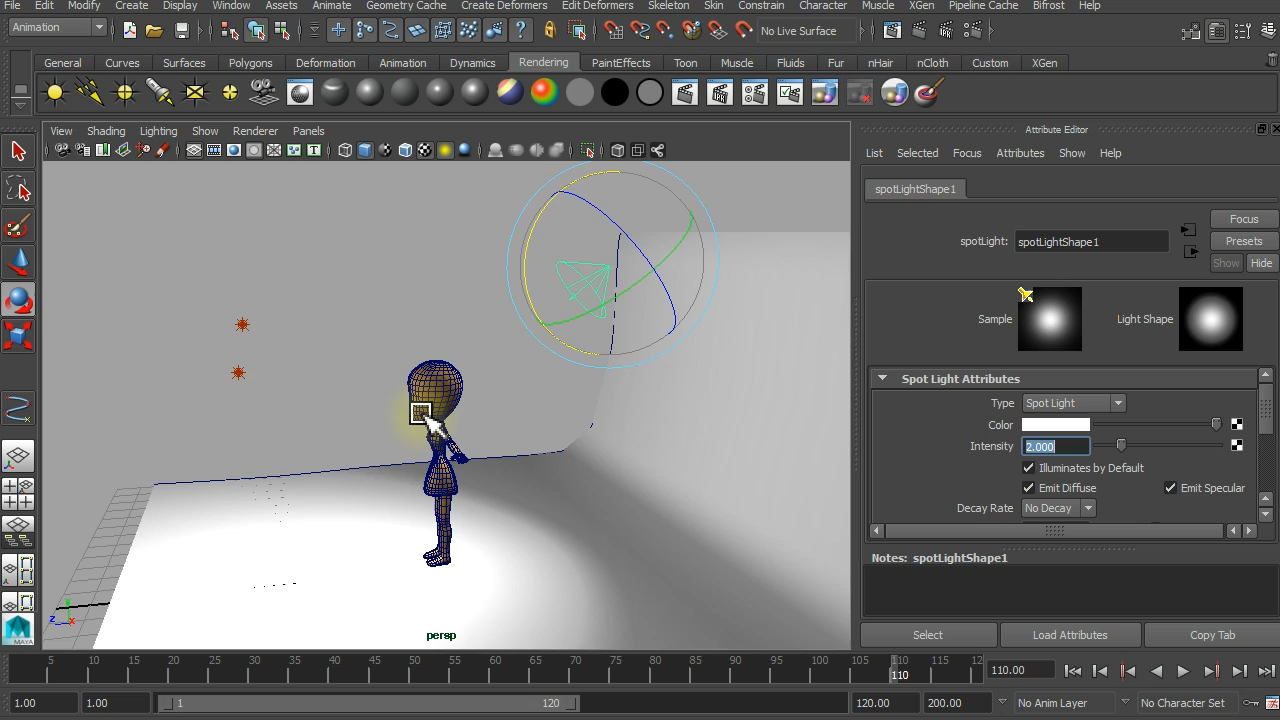 File Edit Modify Create Display Window Assets Animate Geometry Cache Create Deformers Edit Deformers Skeleton Skin Constrain Character Muscle XGen Pipeline Cache Bifrost Help
Animation
No Live Surface
General Curves Surfaces Polygons Deformation Animation Dynamics Rendering PaintEffects Toon Muscle Fluids Fur nHair nCloth Custom XGen
View Shading Lighting Show Renderer Panels
Attribute Editor
List Selected Focus Attributes Show Help
spotLightShape1
Focus
spotLight: spotLightShape1
Presets
Show Hide
Sample Light Shape
Spot Light Attributes
Type Spot Light
Color
Intensity 2.000
Illuminates by Default
Emit Diffuse Emit Specular
Decay Rate No Decay
Notes: spotLightShape1
z x y
persp
MAYA
Select Load Attributes Copy Tab
5 10 15 20 25 30 35 40 45 50 55 60 65 70 75 80 85 90 95 100 105 110 115 12
110
110.00
1.00 1.00 1 120 120.00 200.00 No Anim Layer No Character Set